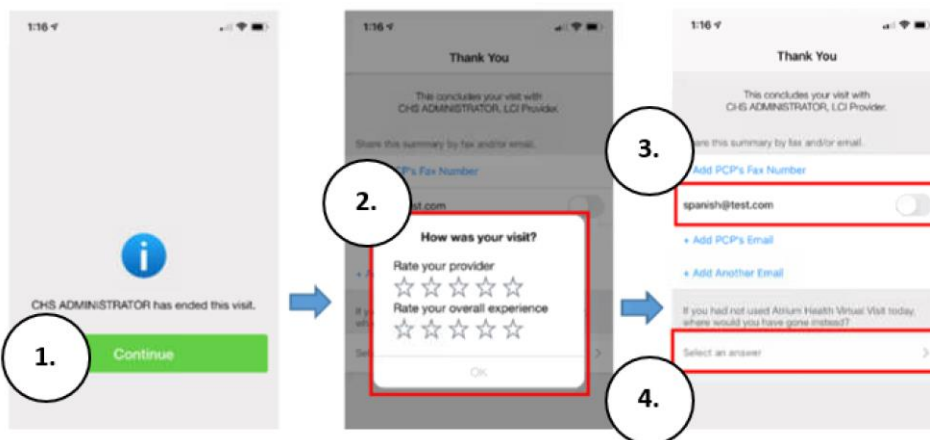 1:16
CHS ADMINISTRATOR has ended this visit.
1.
Continue
1:16
Thank You
This concludes your visit with
CHS ADMINISTRATOR, LCI Provider.
Share this summary by fax and/or email.
PCP's Fax Number
2.
How was your visit?
Rate your provider
Rate your overall experience
OK
1:16
Thank You
This concludes your visit with
CHS ADMINISTRATOR, LCI Provider.
3.
this summary by fax and/or email.
Add PCP's Fax Number
spanish@test.com
+ Add PCP's Email
+ Add Another Email
If you had not used Atrium Health Virtual Visit today,
where would you have gone instead?
Select an answer
4.